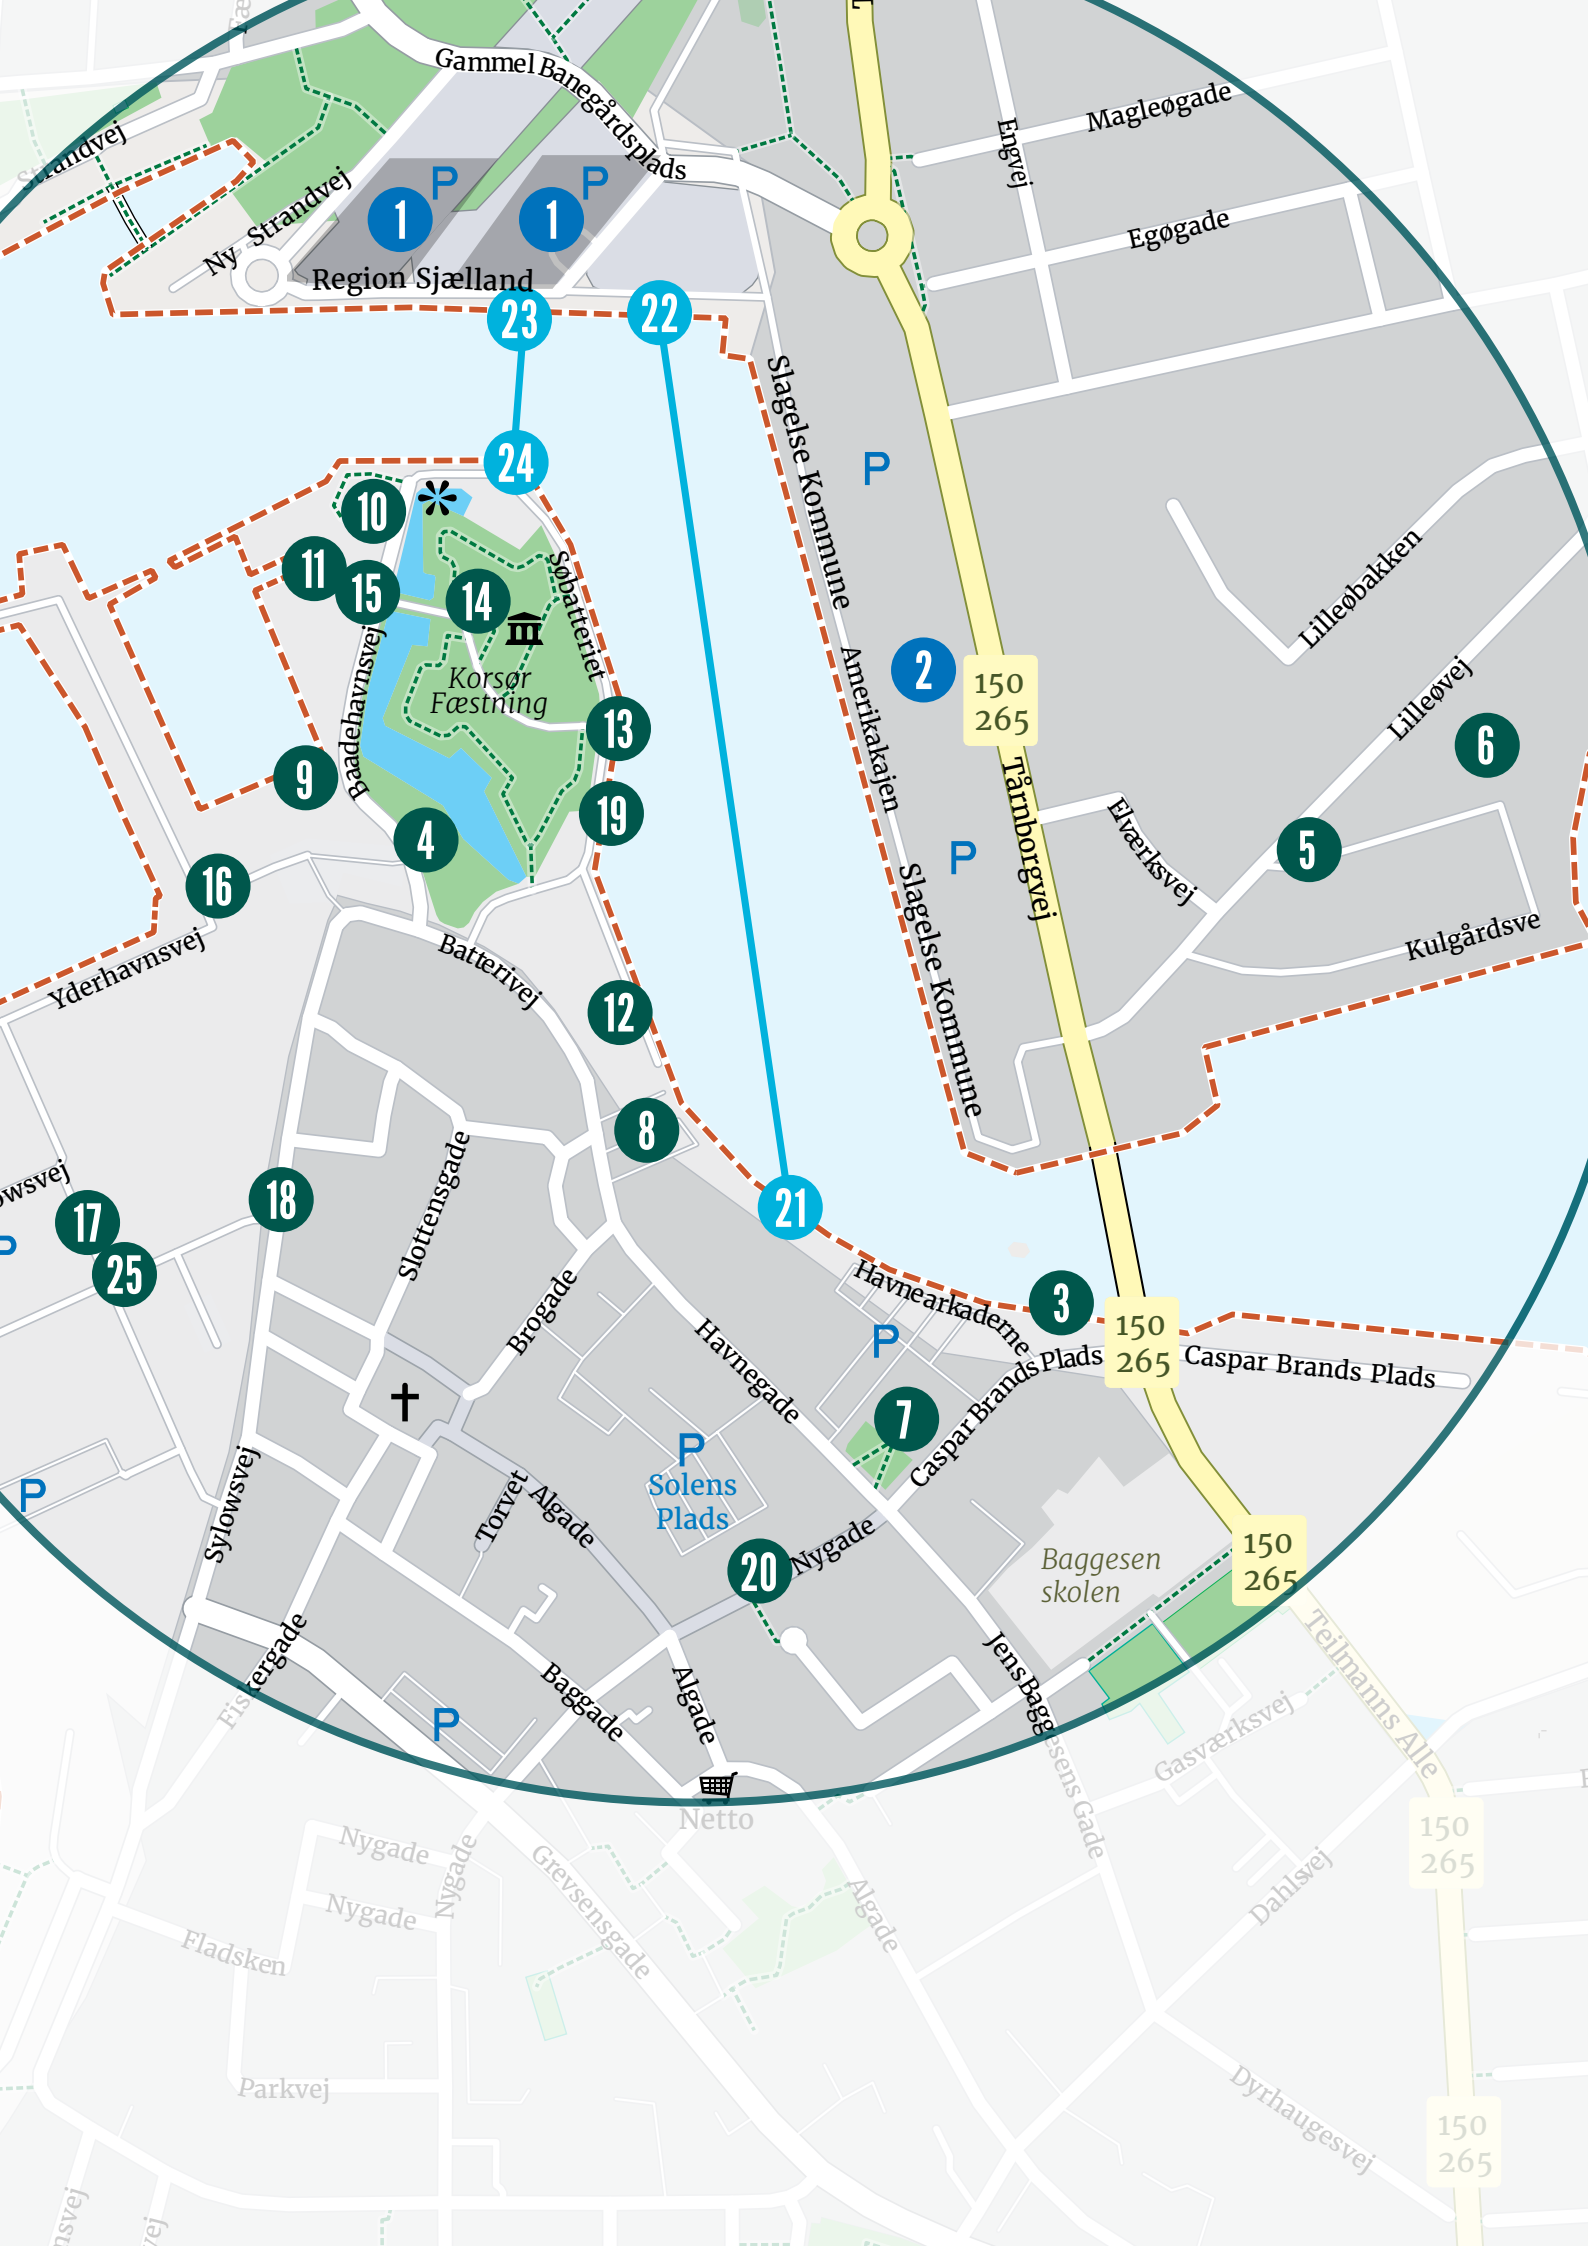 Gammel Banegårdsplads
Magleøgade
Engvej
Strandvej
Ny Strandvej
P
P
1
1
Egøgade
Region Sjælland
23
22
Slagelse Kommune
P
24
10
11
15
14
Søbatteriet
Lilleøbakken
Korsør
Fæstning
Baadehavnsvej
Amerikakajen
2
150
265
Lilleøvej
13
6
9
19
4
Tårnborgvej
Elværksvej
5
P
16
Slagelse Kommune
Kulgårdsve
Yderhavnsvej
Batterivej
12
8
owsvej
17
18
21
25
P
Slottensgade
Brogade
Havnearkaderne
3
150
265
P
Havnegade
Caspar Brands Plads
Caspar Brands Plads
7
P
Solens
Plads
P
Sylowsvej
Torvet
Algade
Nygade
20
Baggesen
skolen
150
265
Fiskergade
Baggade
Algade
Jens Baggesens Gade
Teilmanns Alle
Gasværksvej
P
Netto
Nygade
Nygade
Nygade
Grevsensgade
Algade
150
265
Dahlsvej
Fladsken
Parkvej
Dyrhaugesvej
150
265
nsvej
vej